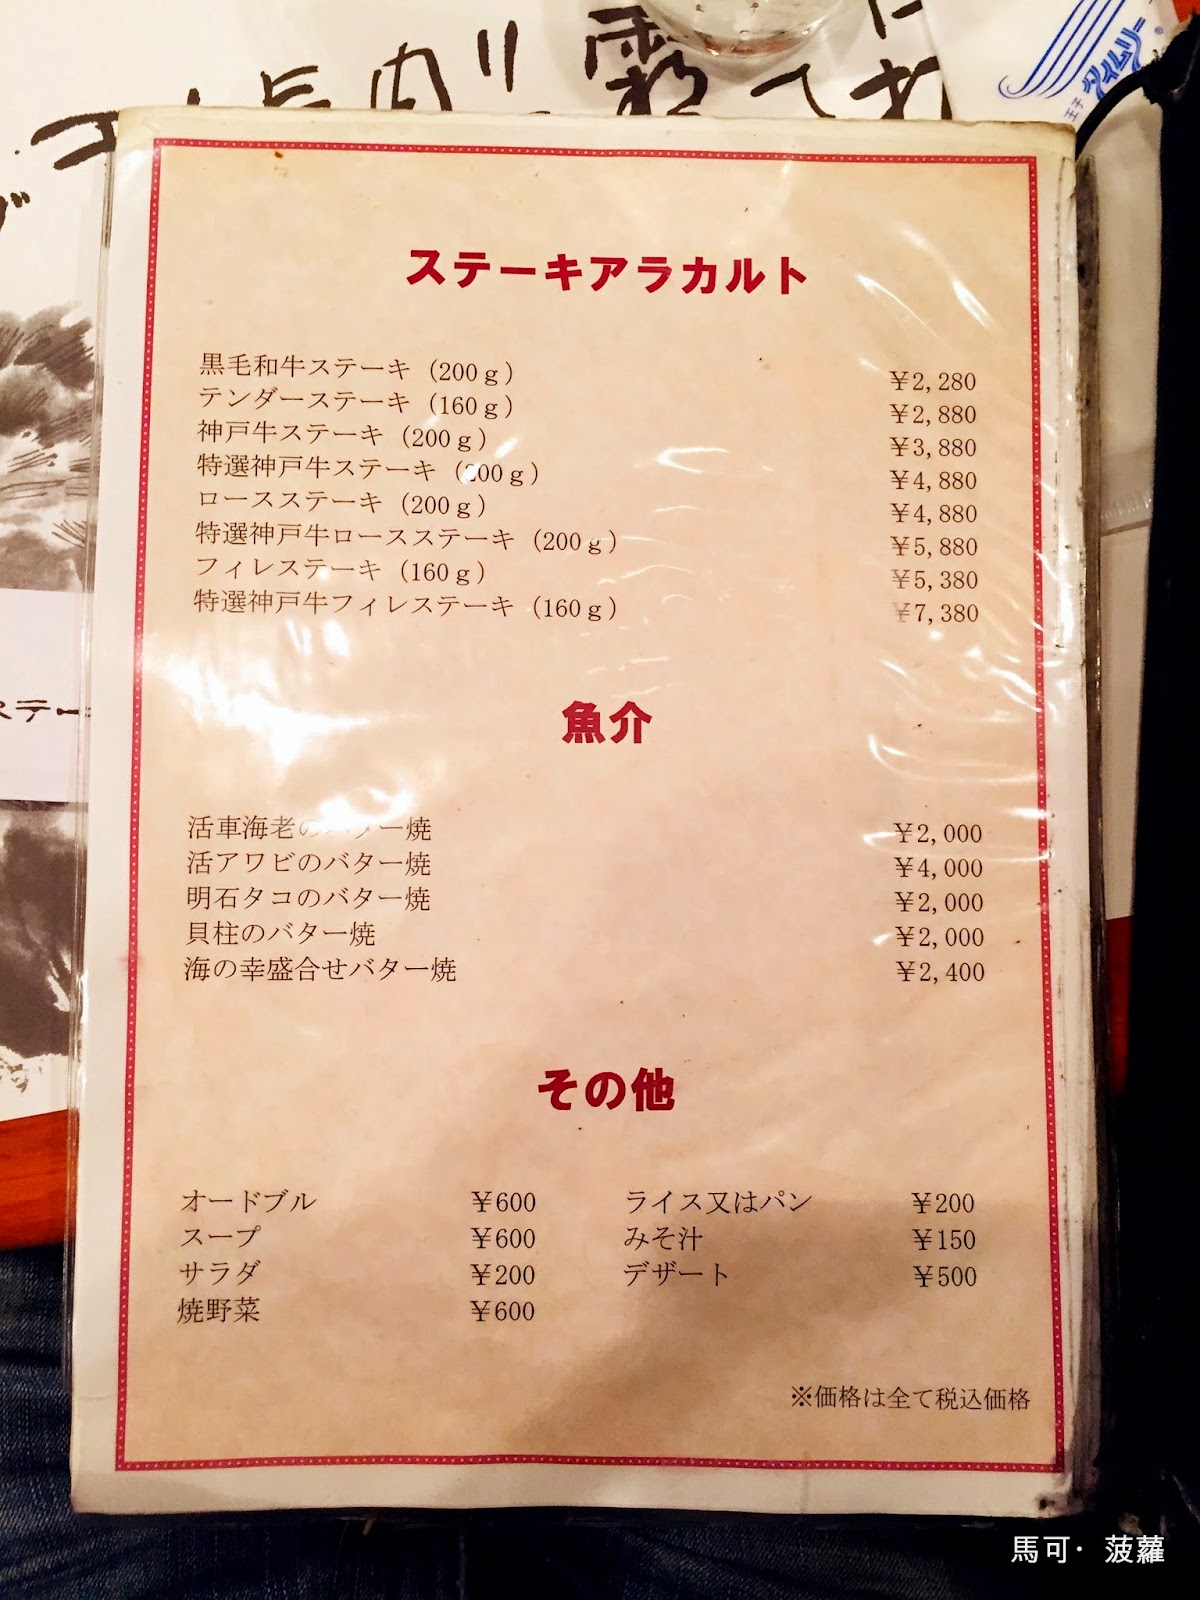 肉
タイムリー
王子
ステーキアラカルト
黒毛和牛ステーキ (200ｇ) ￥2,280
テンダーステーキ (160ｇ) ￥2,880
神戸牛ステーキ (200ｇ) ￥3,880
特選神戸牛ステーキ (200ｇ) ￥4,880
ロースステーキ (200ｇ) ￥4,880
特選神戸牛ロースステーキ (200ｇ) ￥5,880
フィレステーキ (160ｇ) ￥5,380
特選神戸牛フィレステーキ (160ｇ) ￥7,380
ステー
魚介
活車海老のバター焼 ￥2,000
活アワビのバター焼 ￥4,000
明石タコのバター焼 ￥2,000
貝柱のバター焼 ￥2,000
海の幸盛合せバター焼 ￥2,400
その他
オードブル ￥600 ライス又はパン ￥200
スープ ￥600 みそ汁 ￥150
サラダ ￥200 デザート ￥500
焼野菜 ￥600
※価格は全て税込価格
馬可・菠蘿